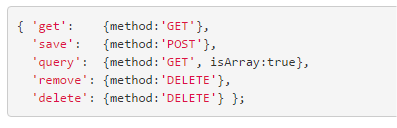 { 'get':    {method:'GET'},
  'save':   {method:'POST'},
  'query':  {method:'GET', isArray:true},
  'remove': {method:'DELETE'},
  'delete': {method:'DELETE'} };